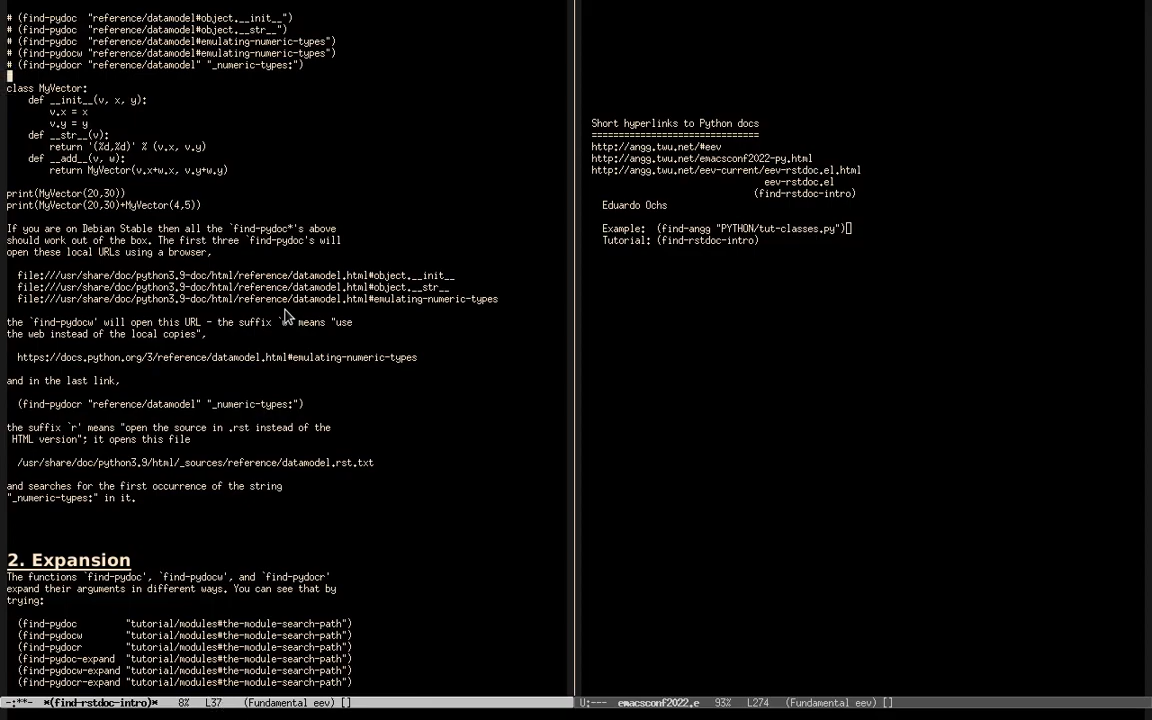 # (find-pydoc  "reference/datamodel#object.__init__")
# (find-pydoc  "reference/datamodel#object.__str__")
# (find-pydoc  "reference/datamodel#emulating-numeric-types")
# (find-pydocw "reference/datamodel#emulating-numeric-types")
# (find-pydocr "reference/datamodel" "_numeric-types:")
class MyVector:
    def __init__(v, x, y):
        v.x = x
        v.y = y
    def __str__(v):
        return '(%d,%d)' % (v.x, v.y)
    def __add__(v, w):
        return MyVector(v.x+w.x, v.y+w.y)
print(MyVector(20,30))
print(MyVector(20,30)+MyVector(4,5))
If you are on Debian Stable then all the `find-pydoc*'s above
should work out of the box. The first three `find-pydoc's will
open these local URLs using a browser,
  file:///usr/share/doc/python3.9-doc/html/reference/datamodel.html#object.__init__
  file:///usr/share/doc/python3.9-doc/html/reference/datamodel.html#object.__str__
  file:///usr/share/doc/python3.9-doc/html/reference/datamodel.html#emulating-numeric-types
the `find-pydocw' will open this URL - the suffix means "use
the web instead of the local copies",
  https://docs.python.org/3/reference/datamodel.html#emulating-numeric-types
and in the last link,
  (find-pydocr "reference/datamodel" "_numeric-types:")
the suffix `r' means "open the source in .rst instead of the
 HTML version"; it opens this file
  /usr/share/doc/python3.9/html/_sources/reference/datamodel.rst.txt
and searches for the first occurrence of the string
"_numeric-types:" in it.
2. Expansion
The functions `find-pydoc', `find-pydocw', and `find-pydocr'
expand their arguments in different ways. You can see that by
trying:
  (find-pydoc         "tutorial/modules#the-module-search-path")
  (find-pydocw        "tutorial/modules#the-module-search-path")
  (find-pydocr        "tutorial/modules#the-module-search-path")
  (find-pydoc-expand  "tutorial/modules#the-module-search-path")
  (find-pydocw-expand "tutorial/modules#the-module-search-path")
  (find-pydocr-expand "tutorial/modules#the-module-search-path")
-:**-  *(find-rstdoc-intro)*    8%   L37    (Fundamental eev) []
Short hyperlinks to Python docs
===============================
http://angg.twu.net/#eev
http://angg.twu.net/emacsconf2022-py.html
http://angg.twu.net/eev-current/eev-rstdoc.el.html
                                eev-rstdoc.el
                              (find-rstdoc-intro)
  Eduardo Ochs
  Example:  (find-angg "PYTHON/tut-classes.py")[]
  Tutorial: (find-rstdoc-intro)
U:---  emacsconf2022.e   93%  L274   (Fundamental eev) []